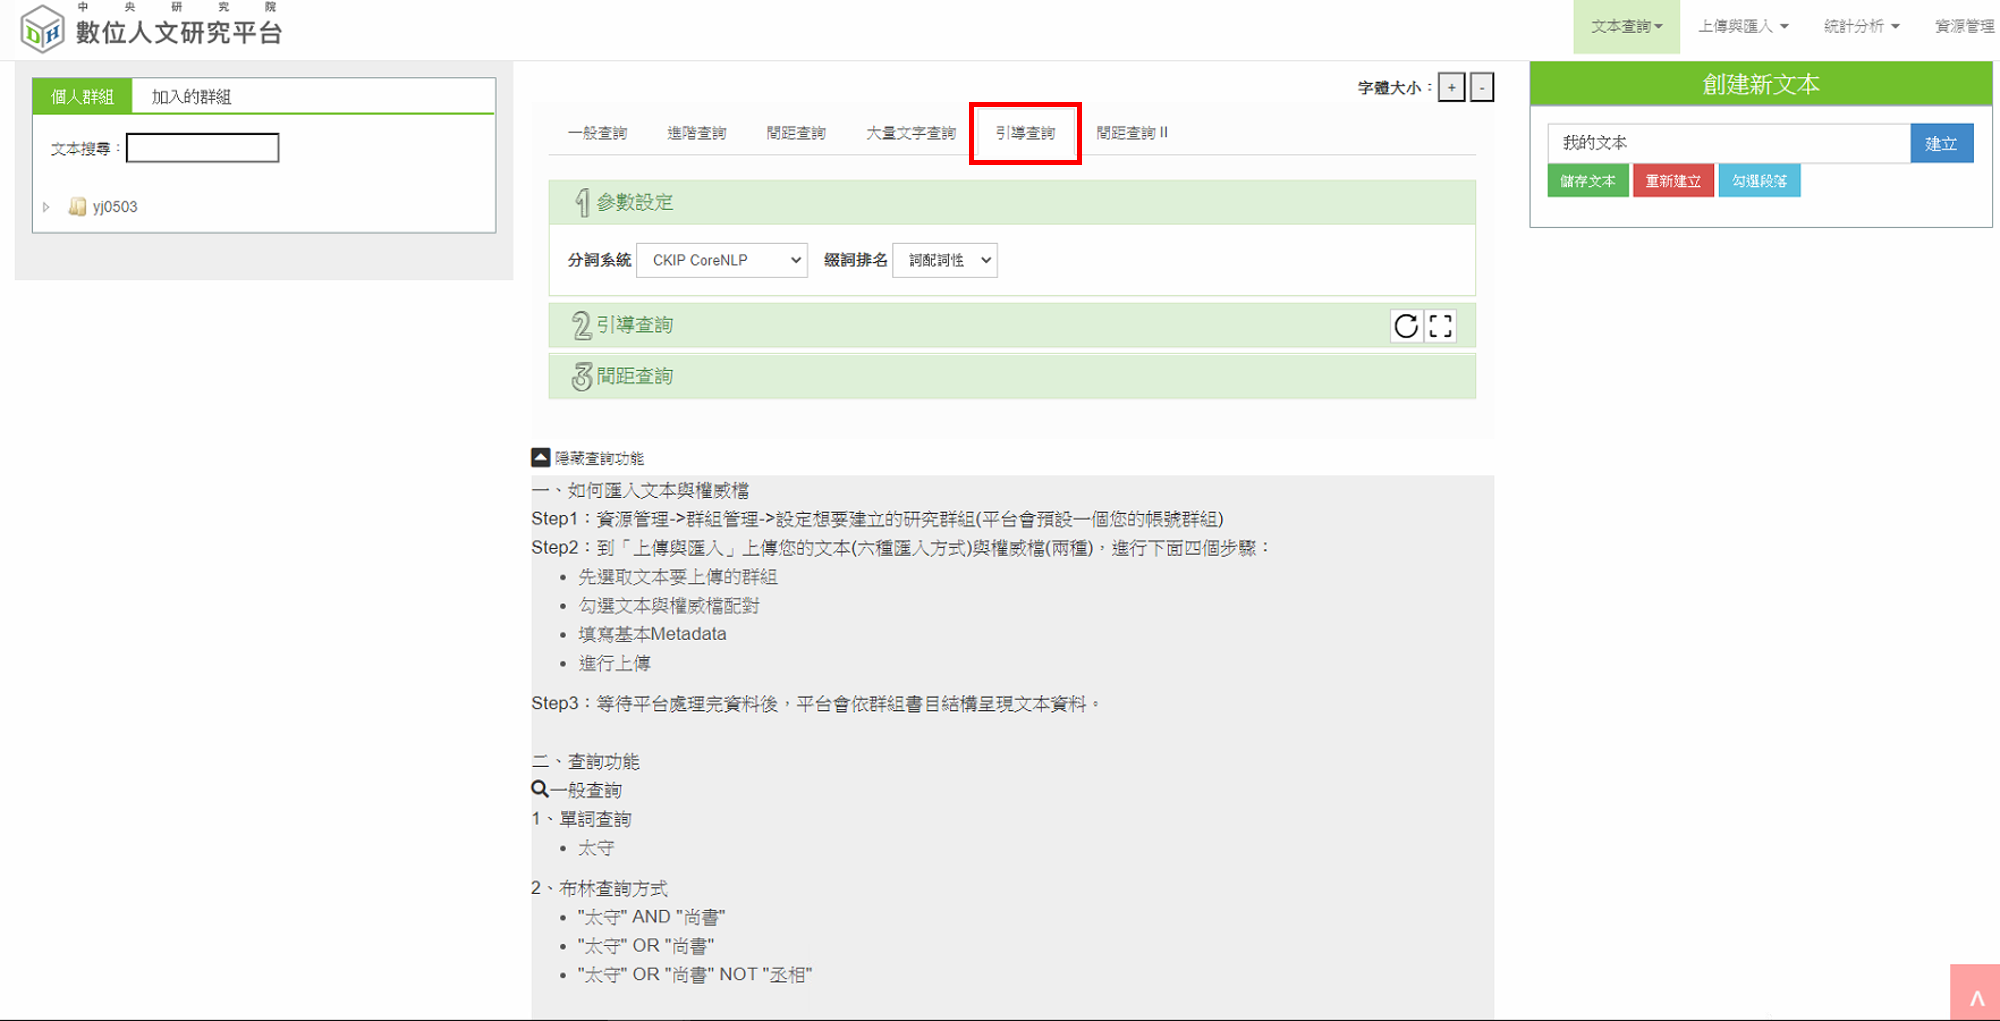 中央研究院
數位人文研究平台
文本查詢 上傳與匯入 統計分析 資源管理
個人群組 加入的群組
文本搜尋：
yj0503
字體大小： + -
一般查詢 進階查詢 間距查詢 大量文字查詢 引導查詢 間距查詢 II
1 參數設定
分詞系統 CKIP CoreNLP 綴詞排名 詞配詞性
2 引導查詢
3 間距查詢
創建新文本
我的文本 建立
儲存文本 重新建立 勾選段落
隱藏查詢功能
一、如何匯入文本與權威檔
Step1：資源管理->群組管理->設定想要建立的研究群組(平台會預設一個您的帳號群組)
Step2：到「上傳與匯入」上傳您的文本(六種匯入方式)與權威檔(兩種)，進行下面四個步驟：
• 先選取文本要上傳的群組
• 勾選文本與權威檔配對
• 填寫基本Metadata
• 進行上傳
Step3：等待平台處理完資料後，平台會依群組書目結構呈現文本資料。
二、查詢功能
一般查詢
1、單詞查詢
• 太守
2、布林查詢方式
• "太守" AND "尚書"
• "太守" OR "尚書"
• "太守" OR "尚書" NOT "丞相"